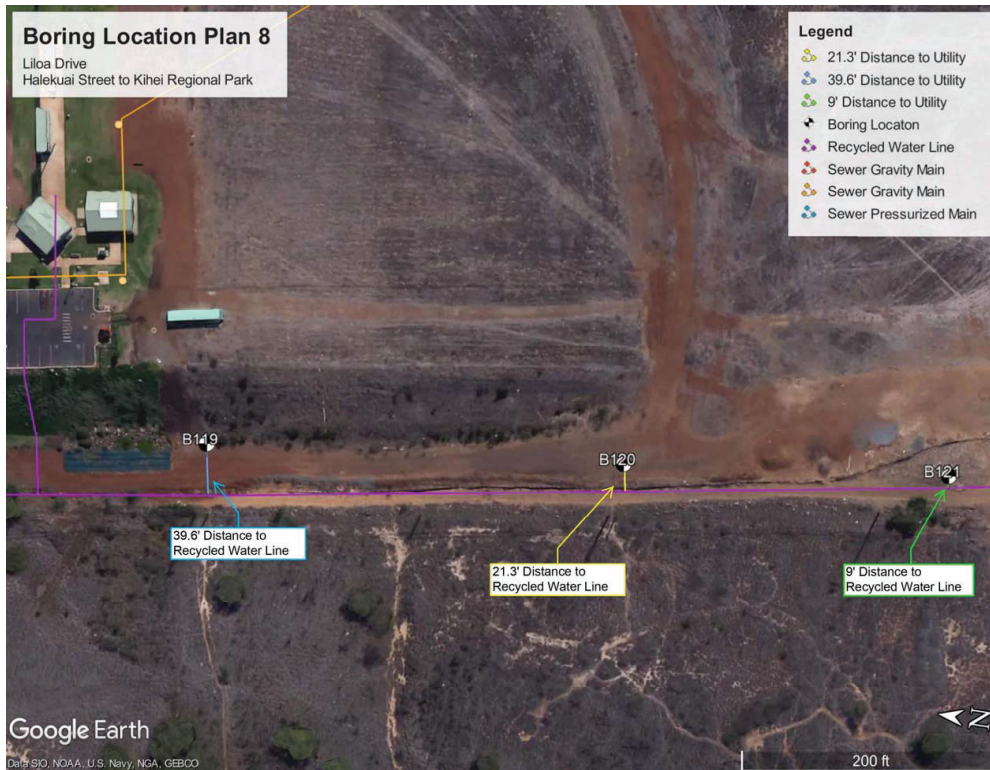 Boring Location Plan 8
Liloa Drive
Halekuai Street to Kihei Regional Park
Legend
21.3' Distance to Utility
39.6' Distance to Utility
9' Distance to Utility
Boring Locaton
Recycled Water Line
Sewer Gravity Main
Sewer Gravity Main
Sewer Pressurized Main
B119
B120
B121
39.6' Distance to
Recycled Water Line
21.3' Distance to
Recycled Water Line
9' Distance to
Recycled Water Line
Google Earth
Data SIO, NOAA, U.S. Navy, NGA, GEBCO
N
200 ft